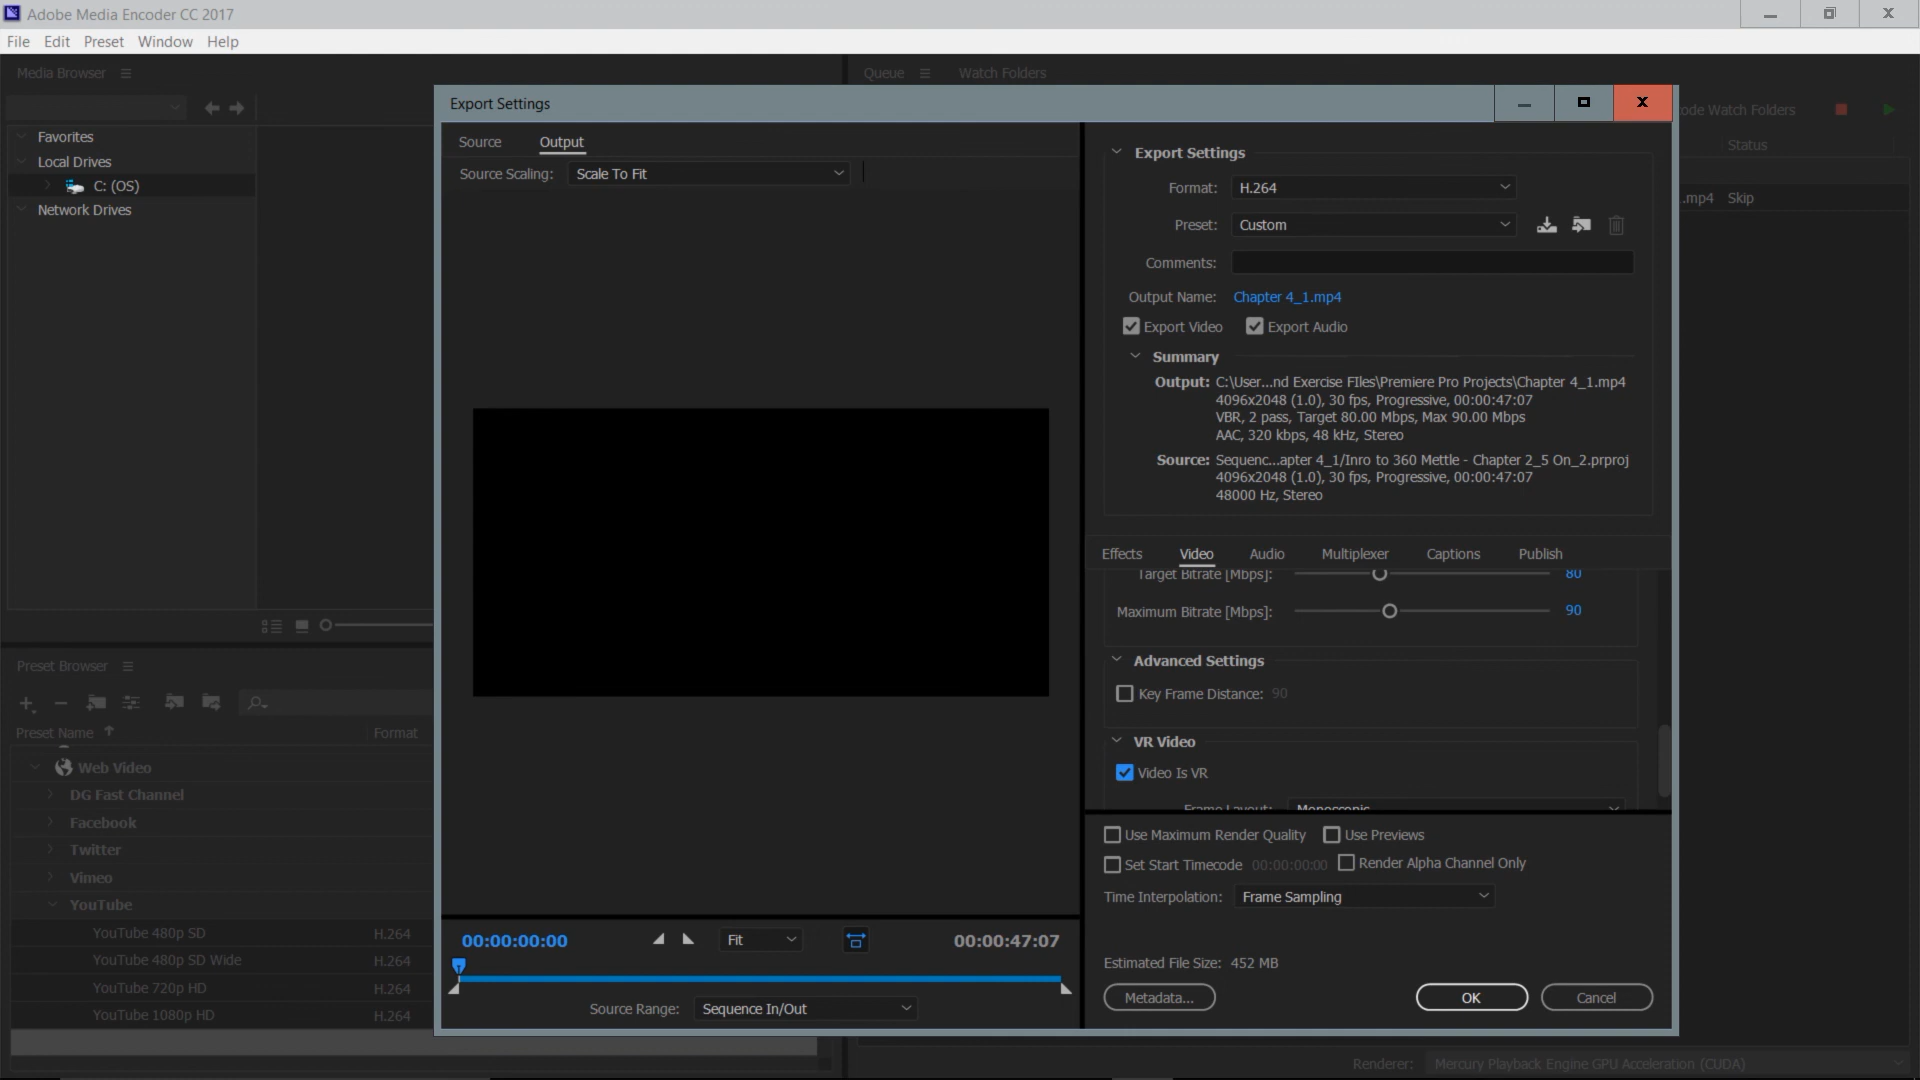 Adobe Media Encoder CC 2017
File Edit Preset Window Help
Media Browser
Queue Watch Folders
Export Settings
Favorites
Local Drives
C: (OS)
Network Drives
Source Output
Source Scaling: Scale To Fit
Export Settings
Format: H.264
Preset: Custom
Comments:
Output Name: Chapter 4_1.mp4
Export Video Export Audio
Summary
Output: C:\User...nd Exercise FIles\Premiere Pro Projects\Chapter 4_1.mp4
4096x2048 (1.0), 30 fps, Progressive, 00:00:47:07
VBR, 2 pass, Target 80.00 Mbps, Max 90.00 Mbps
AAC, 320 kbps, 48 kHz, Stereo
Source: Sequenc...apter 4_1/Inro to 360 Mettle - Chapter 2_5 On_2.prproj
4096x2048 (1.0), 30 fps, Progressive, 00:00:47:07
48000 Hz, Stereo
ode Watch Folders
Status
.mp4 Skip
Effects Video Audio Multiplexer Captions Publish
Target Bitrate [Mbps]: 80
Maximum Bitrate [Mbps]: 90
Advanced Settings
Key Frame Distance: 90
VR Video
Video Is VR
Frame Layout: Monoscopic
Use Maximum Render Quality Use Previews
Set Start Timecode 00:00:00:00 Render Alpha Channel Only
Time Interpolation: Frame Sampling
Estimated File Size: 452 MB
Metadata... OK Cancel
00:00:00:00 Fit 00:00:47:07
Source Range: Sequence In/Out
Preset Browser
Preset Name Format
Web Video
DG Fast Channel
Facebook
Twitter
Vimeo
YouTube
YouTube 480p SD H.264
YouTube 480p SD Wide H.264
YouTube 720p HD H.264
YouTube 1080p HD H.264
Renderer: Mercury Playback Engine GPU Acceleration (CUDA)